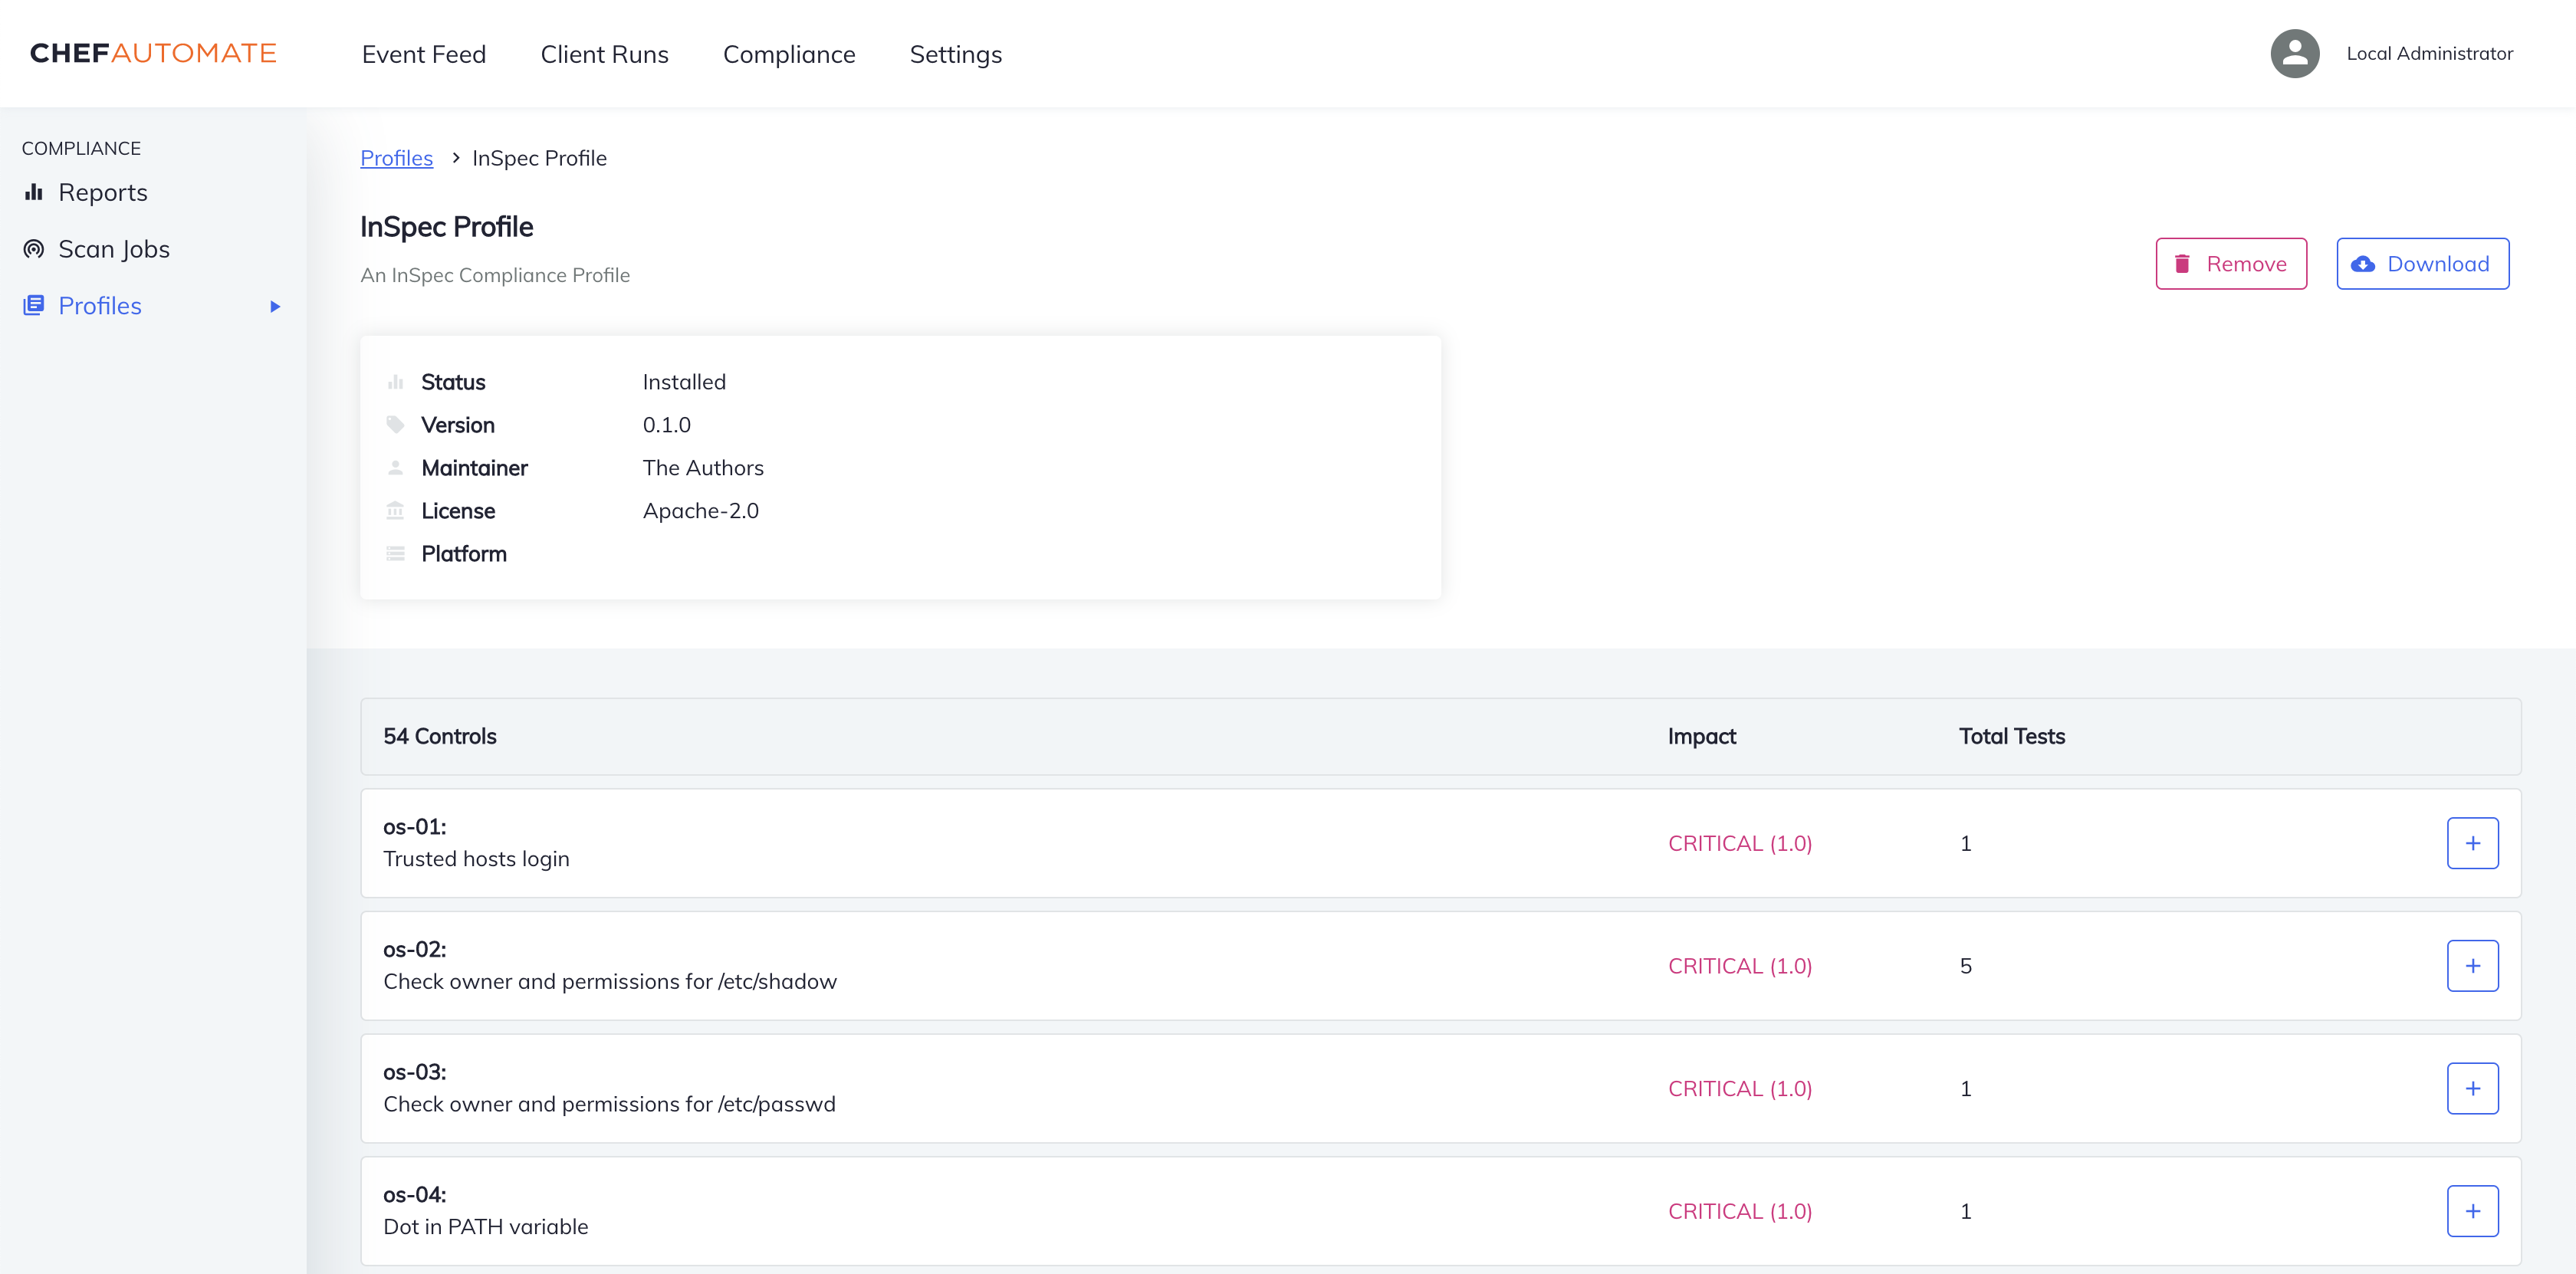 CHEFAUTOMATE
Event Feed
Client Runs
Compliance
Settings
Local Administrator
COMPLIANCE
Reports
Scan Jobs
Profiles
Profiles > InSpec Profile
InSpec Profile
An InSpec Compliance Profile
Remove
Download
Status Installed
Version 0.1.0
Maintainer The Authors
License Apache-2.0
Platform
54 Controls Impact Total Tests
os-01:
Trusted hosts login
CRITICAL (1.0) 1 +
os-02:
Check owner and permissions for /etc/shadow
CRITICAL (1.0) 5 +
os-03:
Check owner and permissions for /etc/passwd
CRITICAL (1.0) 1 +
os-04:
Dot in PATH variable
CRITICAL (1.0) 1 +